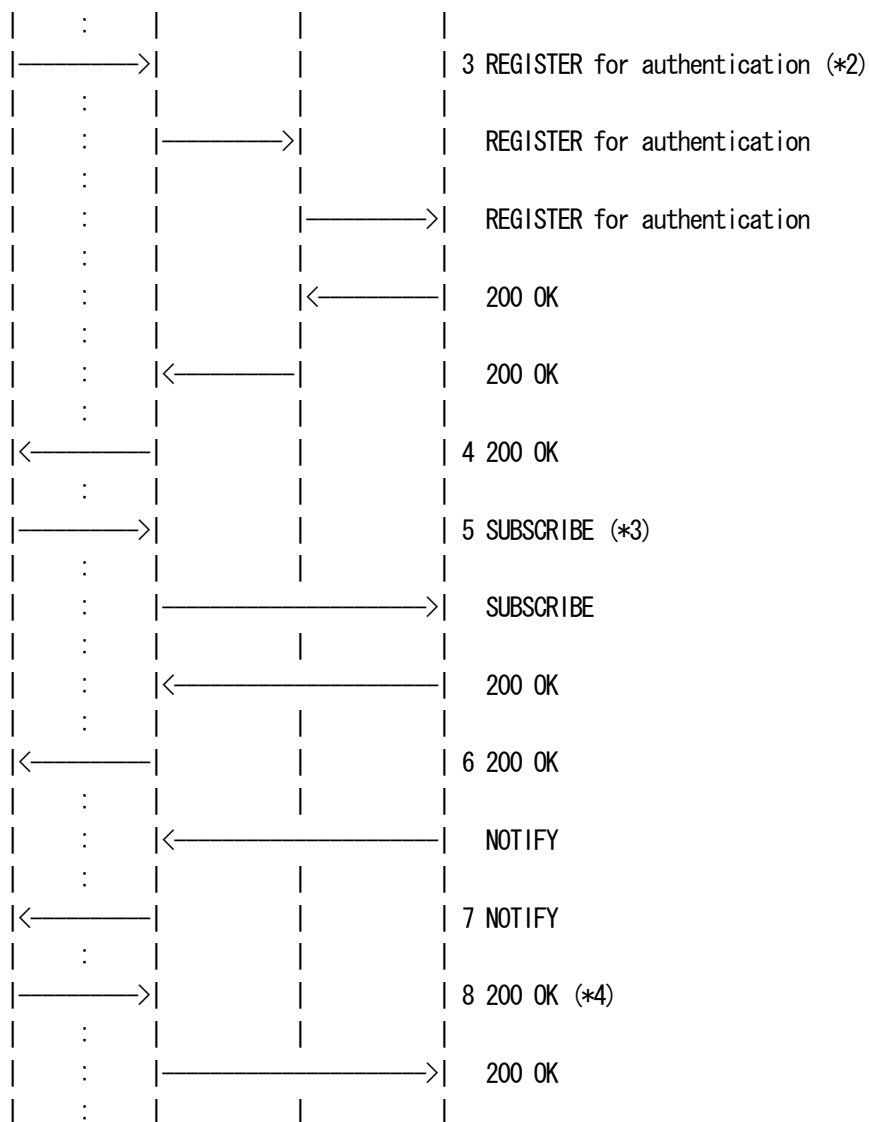 3 REGISTER for authentication (*2)
REGISTER for authentication
REGISTER for authentication
200 OK
200 OK
4 200 OK
5 SUBSCRIBE (*3)
SUBSCRIBE
200 OK
6 200 OK
NOTIFY
7 NOTIFY
8 200 OK (*4)
200 OK